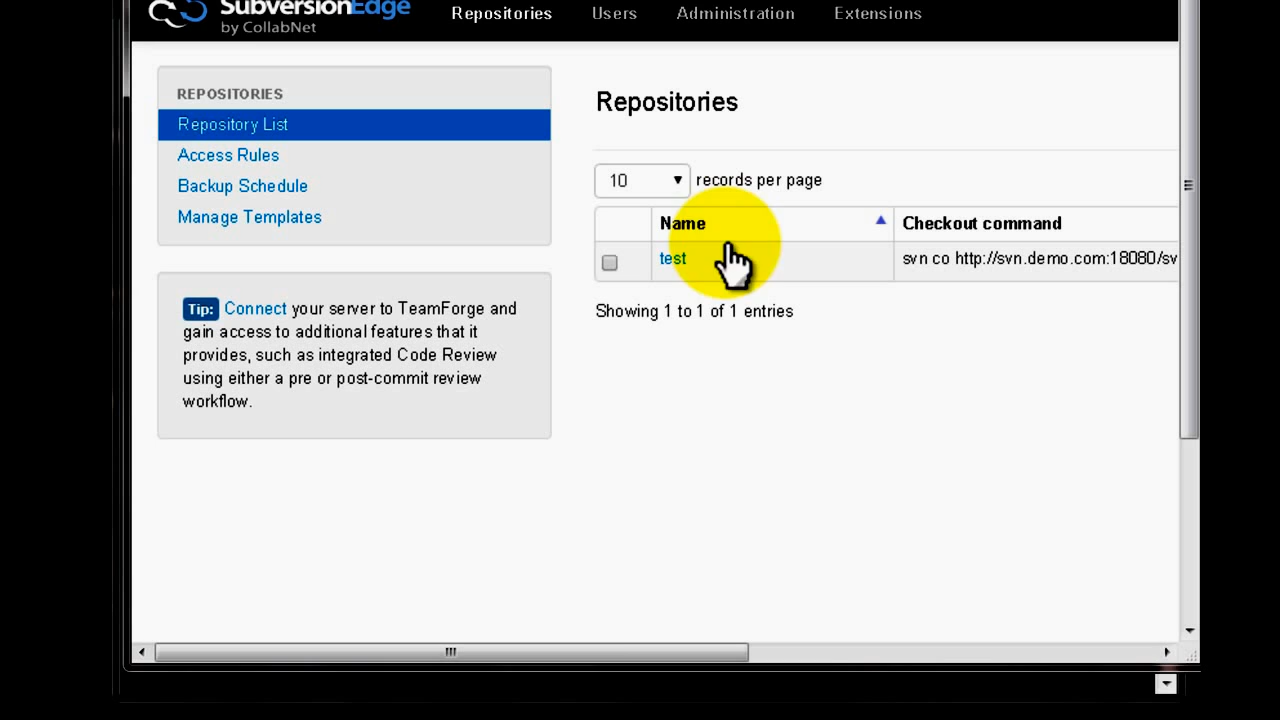 SubversionEdge
by CollabNet
Repositories Users Administration Extensions
REPOSITORIES
Repository List
Access Rules
Backup Schedule
Manage Templates
Tip: Connect your server to TeamForge and
gain access to additional features that it
provides, such as integrated Code Review
using either a pre or post-commit review
workflow.
Repositories
10 records per page
Name Checkout command
test svn co http://svn.demo.com:18080/sv
Showing 1 to 1 of 1 entries